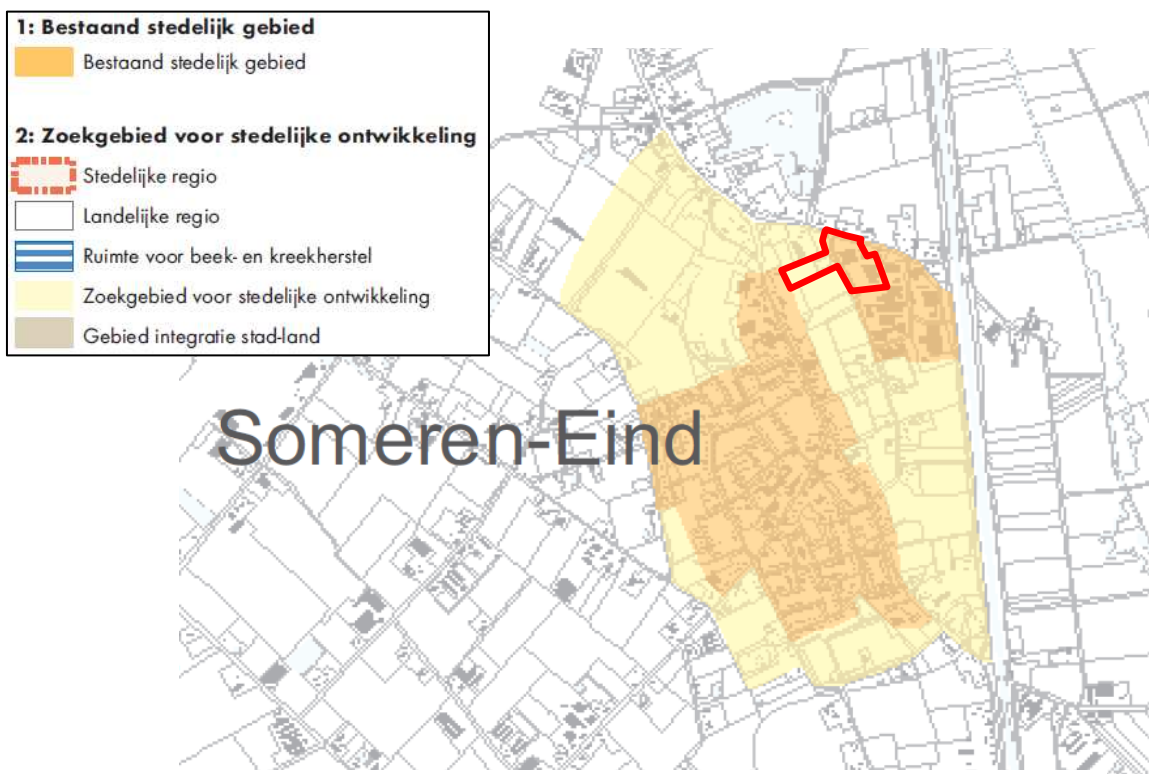 1: Bestaand stedelijk gebied
Bestaand stedelijk gebied
2: Zoekgebied voor stedelijke ontwikkeling
Stedelijke regio
Landelijke regio
Ruimte voor beek- en kreekherstel
Zoekgebied voor stedelijke ontwikkeling
Gebied integratie stad-land
Someren-Eind